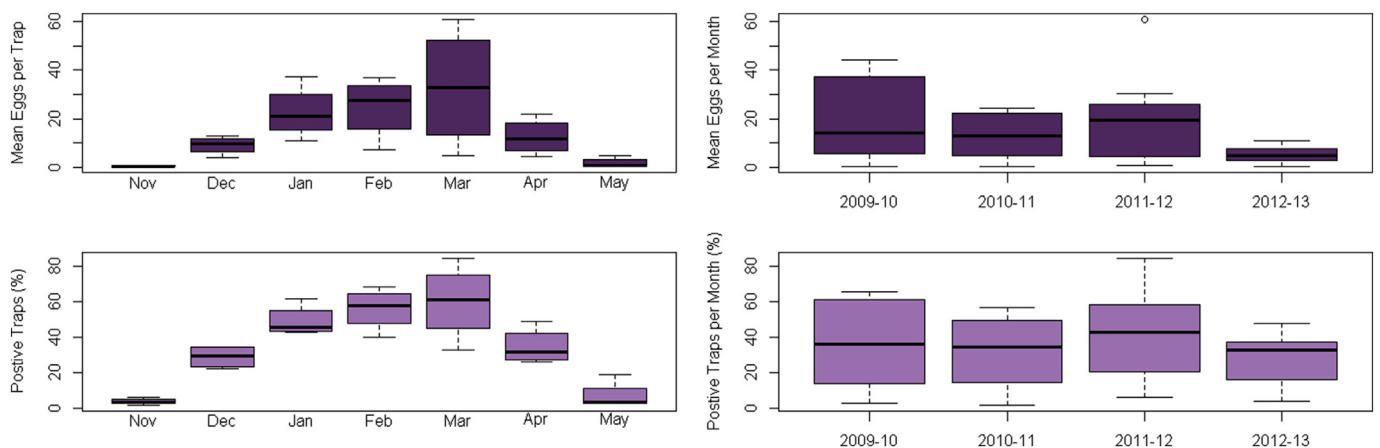 Mean Eggs per Trap
60
40
20
0
Nov Dec Jan Feb Mar Apr May
Mean Eggs per Month
60
40
20
0
2009-10 2010-11 2011-12 2012-13
Postive Traps (%)
80
60
40
20
0
Nov Dec Jan Feb Mar Apr May
Postive Traps per Month (%)
80
60
40
20
0
2009-10 2010-11 2011-12 2012-13